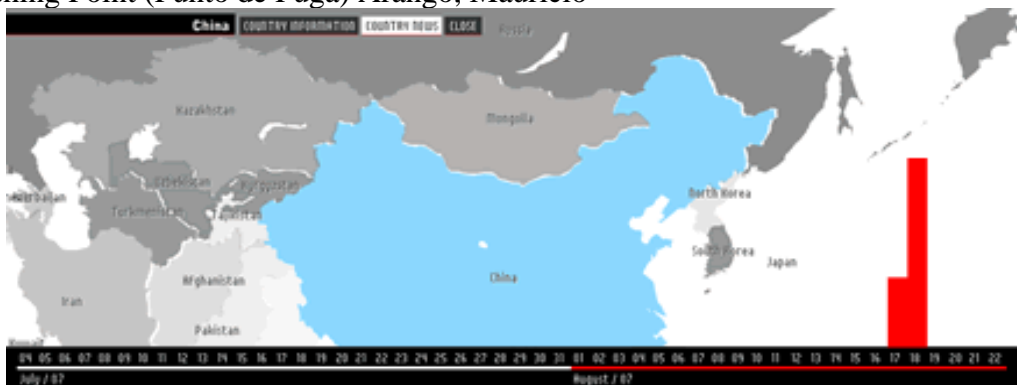 ning Point (Punto de Fuga) Arango, Mauricio
China COUNTRY INFORMATION COUNTRY NEWS CLOSE
Russia
Kazakhstan
Mongolia
Uzbekistan Kyrgyzstan
Azerbaijan North Korea
Turkmenistan Tajikistan
South Korea
Japan
Afghanistan China
Iran
Pakistan
Kuwait
04 05 06 07 08 09 10 11 12 13 14 15 16 17 18 19 20 21 22 23 24 25 26 27 28 29 30 31 01 02 03 04 05 06 07 08 09 10 11 12 13 14 15 16 17 18 19 20 21 22
July / 07 August / 07